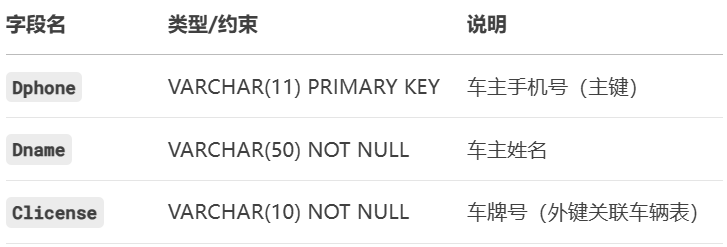 字段名 类型/约束 说明
Dphone VARCHAR(11) PRIMARY KEY 车主手机号（主键）
Dname VARCHAR(50) NOT NULL 车主姓名
Clicense VARCHAR(10) NOT NULL 车牌号（外键关联车辆表）